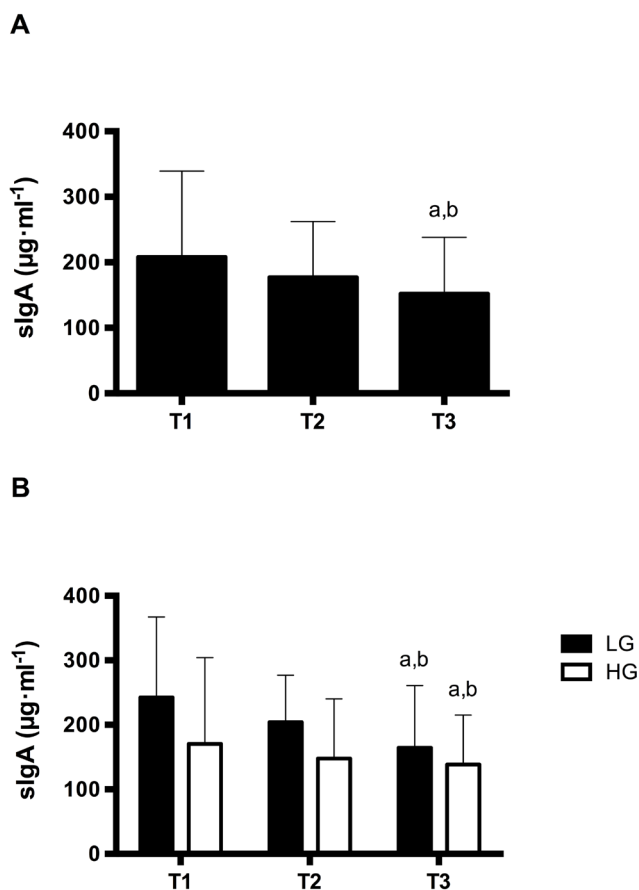 A
sIgA (µg·ml⁻¹)
400
300
200
100
0
a,b
T1 T2 T3
B
sIgA (µg·ml⁻¹)
400
300
200
100
0
a,b
a,b
T1 T2 T3
LG
HG